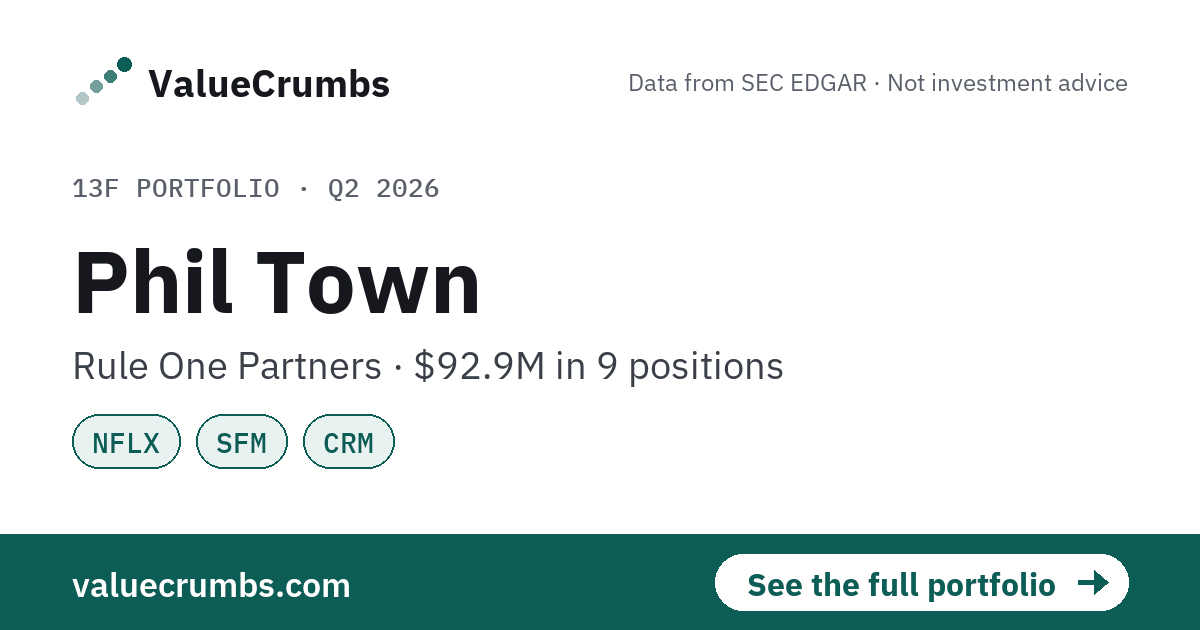 ValueCrumbs
Data from SEC EDGAR · Not investment advice
13F PORTFOLIO · Q2 2026
Phil Town
Rule One Partners · $92.9M in 9 positions
NFLX SFM CRM
valuecrumbs.com
See the full portfolio →